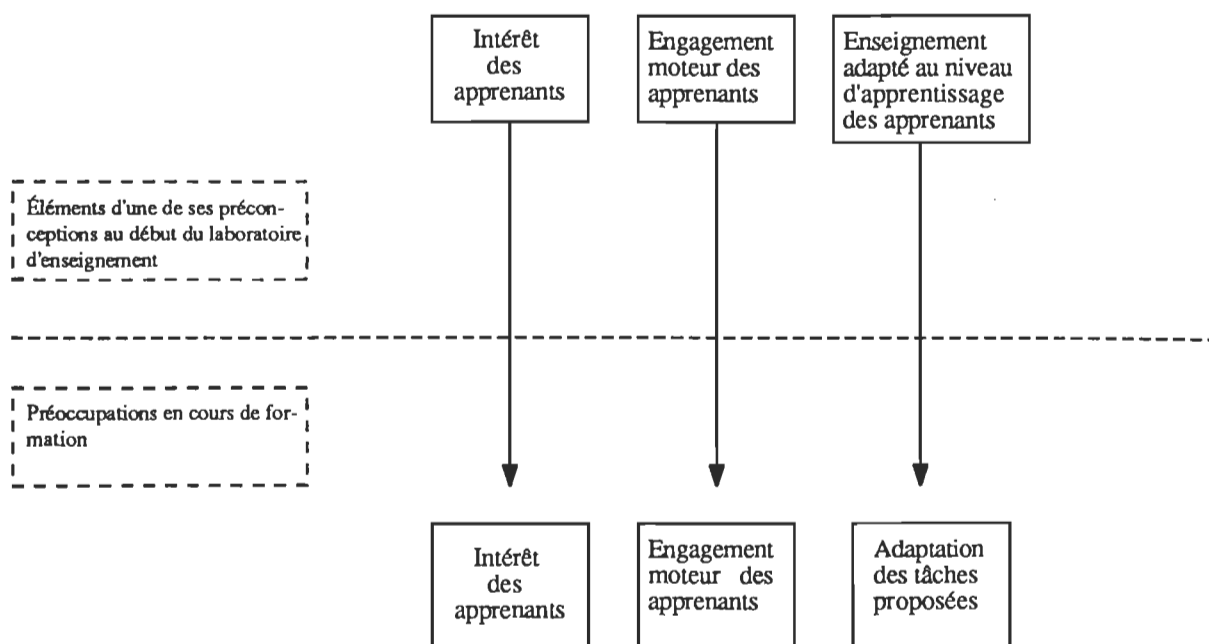 Intérêt
des
apprenants
Engagement
moteur des
apprenants
Enseignement
adapté au niveau
d'apprentissage
des apprenants
Éléments d'une de ses précon-
ceptions au début du laboratoire
d'enseignement
Préoccupations en cours de for-
mation
Intérêt
des
apprenants
Engagement
moteur des
apprenants
Adaptation
des tâches
proposées